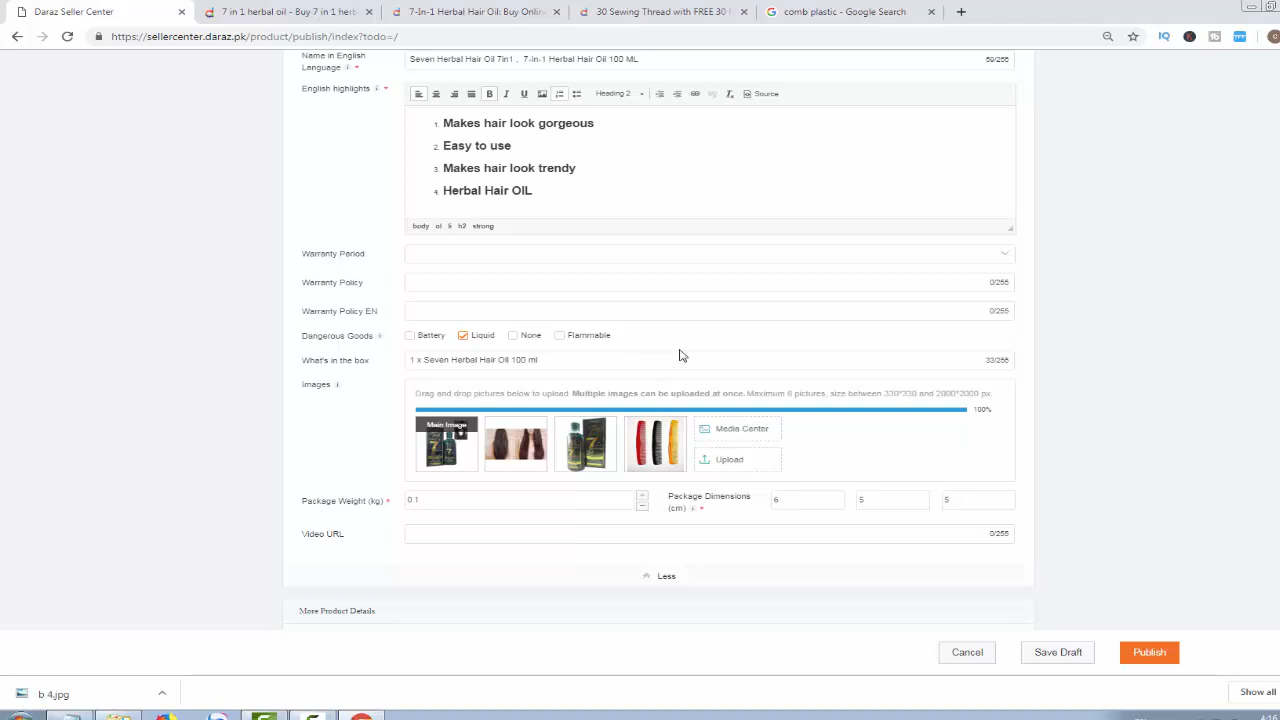 Daraz Seller Center
7 in 1 herbal oil - Buy 7 in 1 herb
7-In-1 Herbal Hair Oil: Buy Online
30 Sewing Thread with FREE 30
comb plastic - Google Search
https://sellercenter.daraz.pk/product/publish/index?todo=/
IQ
Name in English Language *
Seven Herbal Hair Oil 7in1 , 7-In-1 Herbal Hair Oil 100 ML
59/255
English highlights *
Heading 2
Source
1. Makes hair look gorgeous
2. Easy to use
3. Makes hair look trendy
4. Herbal Hair OIL
body ol li h2 strong
Warranty Period
Warranty Policy
0/255
Warranty Policy EN
0/255
Dangerous Goods
Battery
Liquid
None
Flammable
What's in the box
1 x Seven Herbal Hair Oil 100 ml
33/255
Images
Drag and drop pictures below to upload. Multiple images can be uploaded at once. Maximum 8 pictures, size between 330*330 and 2000*2000 px.
100%
Main Image
Media Center
Upload
Package Weight (kg) *
0.1
Package Dimensions (cm) *
6
5
5
Video URL
0/255
Less
More Product Details
Cancel
Save Draft
Publish
b 4.jpg
Show all